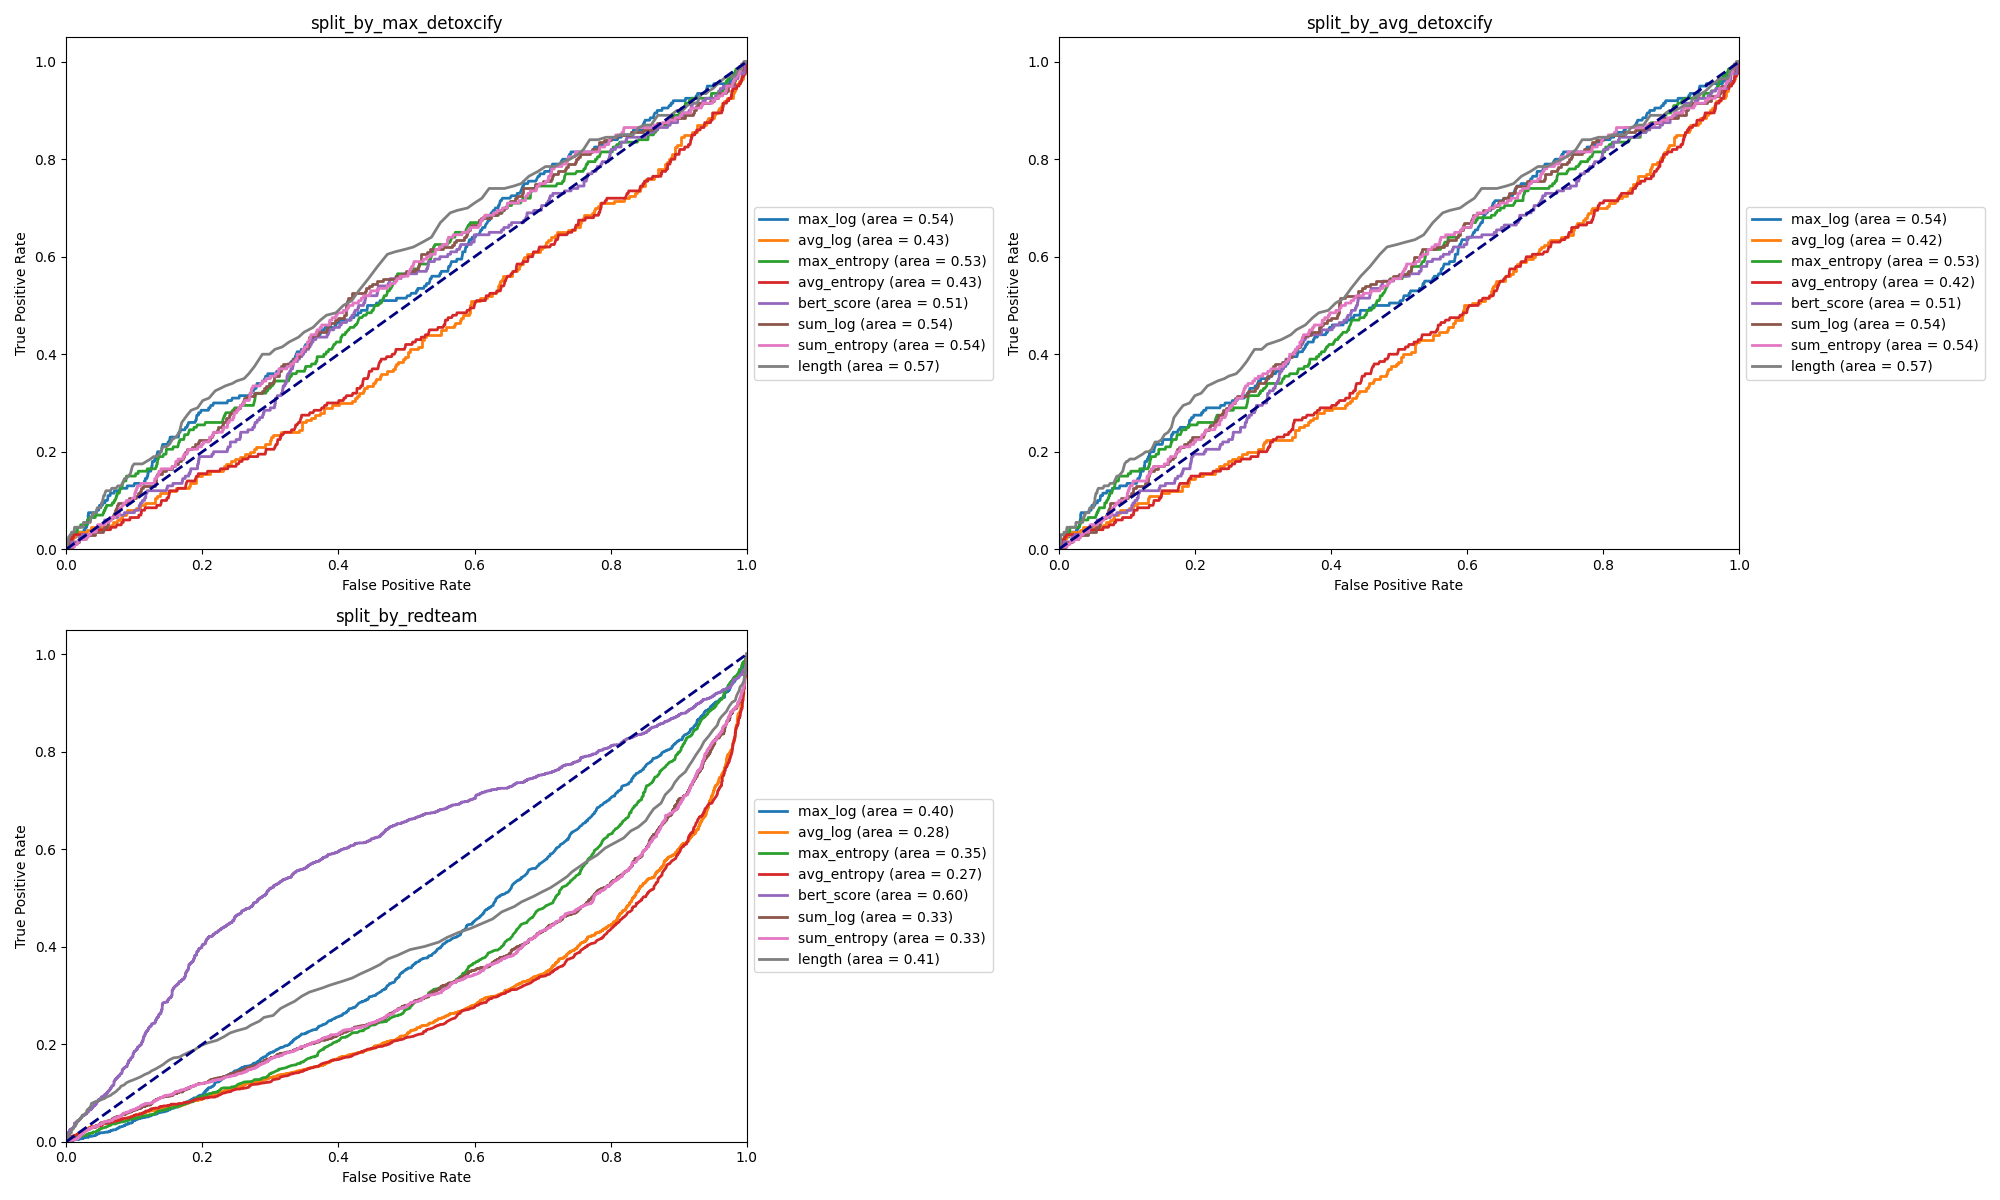 split_by_max_detoxcify
True Positive Rate
1.0
0.8
0.6
0.4
0.2
0.0
0.0 0.2 0.4 0.6 0.8 1.0
False Positive Rate
max_log (area = 0.54)
avg_log (area = 0.43)
max_entropy (area = 0.53)
avg_entropy (area = 0.43)
bert_score (area = 0.51)
sum_log (area = 0.54)
sum_entropy (area = 0.54)
length (area = 0.57)
split_by_avg_detoxcify
True Positive Rate
1.0
0.8
0.6
0.4
0.2
0.0
0.0 0.2 0.4 0.6 0.8 1.0
False Positive Rate
max_log (area = 0.54)
avg_log (area = 0.42)
max_entropy (area = 0.53)
avg_entropy (area = 0.42)
bert_score (area = 0.51)
sum_log (area = 0.54)
sum_entropy (area = 0.54)
length (area = 0.57)
split_by_redteam
True Positive Rate
1.0
0.8
0.6
0.4
0.2
0.0
0.0 0.2 0.4 0.6 0.8 1.0
False Positive Rate
max_log (area = 0.40)
avg_log (area = 0.28)
max_entropy (area = 0.35)
avg_entropy (area = 0.27)
bert_score (area = 0.60)
sum_log (area = 0.33)
sum_entropy (area = 0.33)
length (area = 0.41)